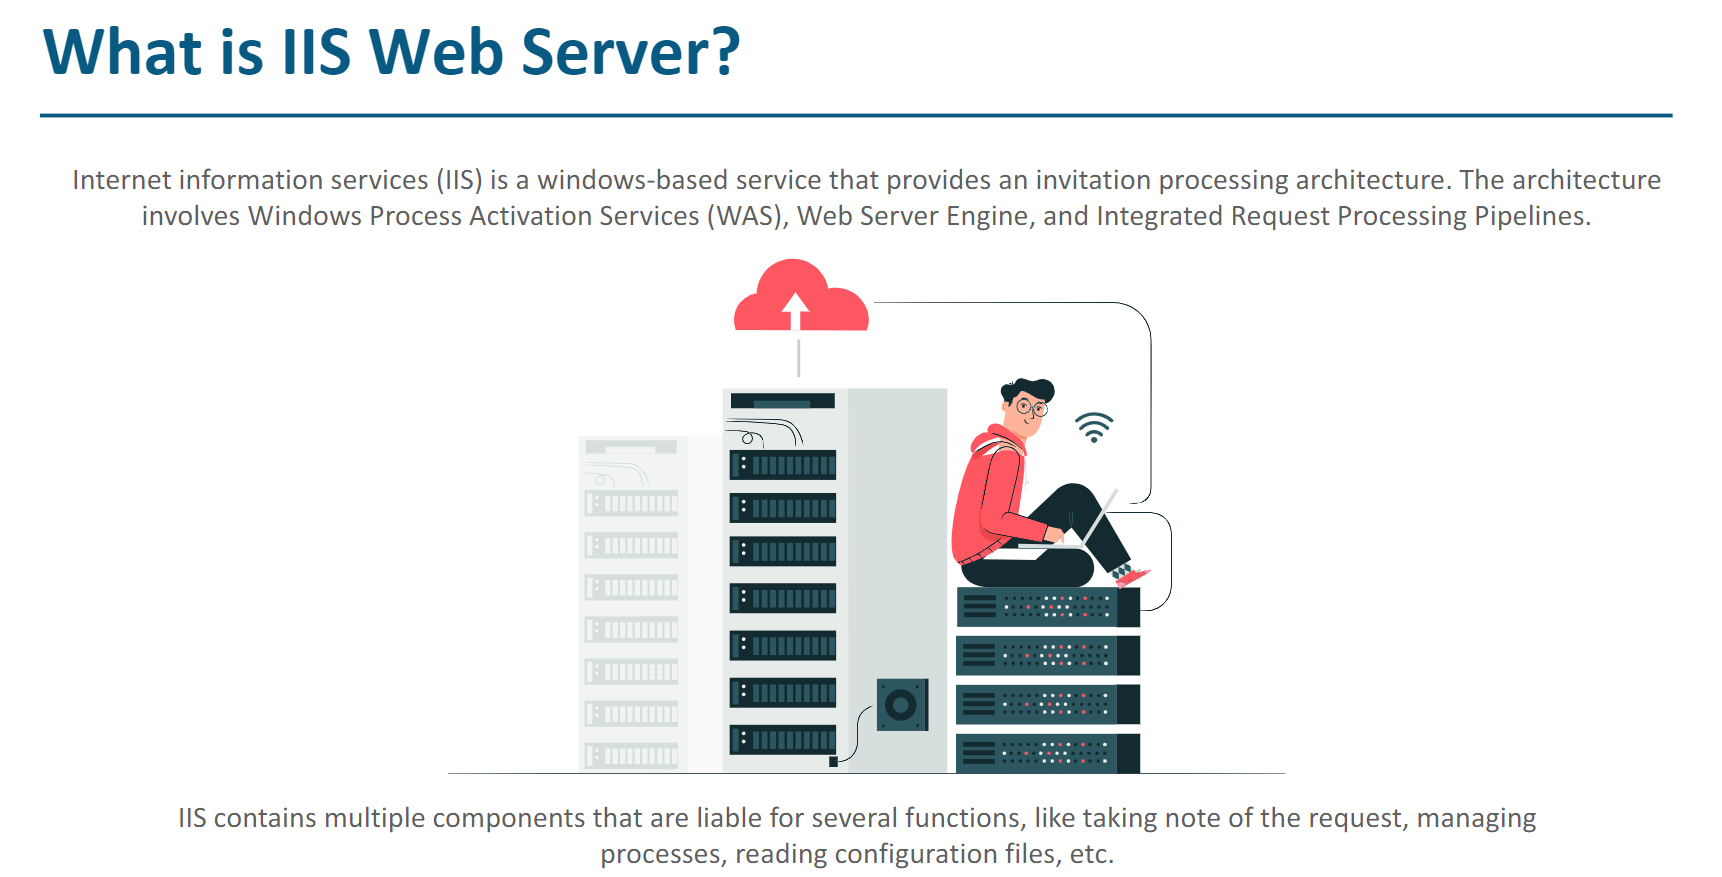 What is IIS Web Server?
Internet information services (IIS) is a windows-based service that provides an invitation processing architecture. The architecture
involves Windows Process Activation Services (WAS), Web Server Engine, and Integrated Request Processing Pipelines.
IIS contains multiple components that are liable for several functions, like taking note of the request, managing
processes, reading configuration files, etc.